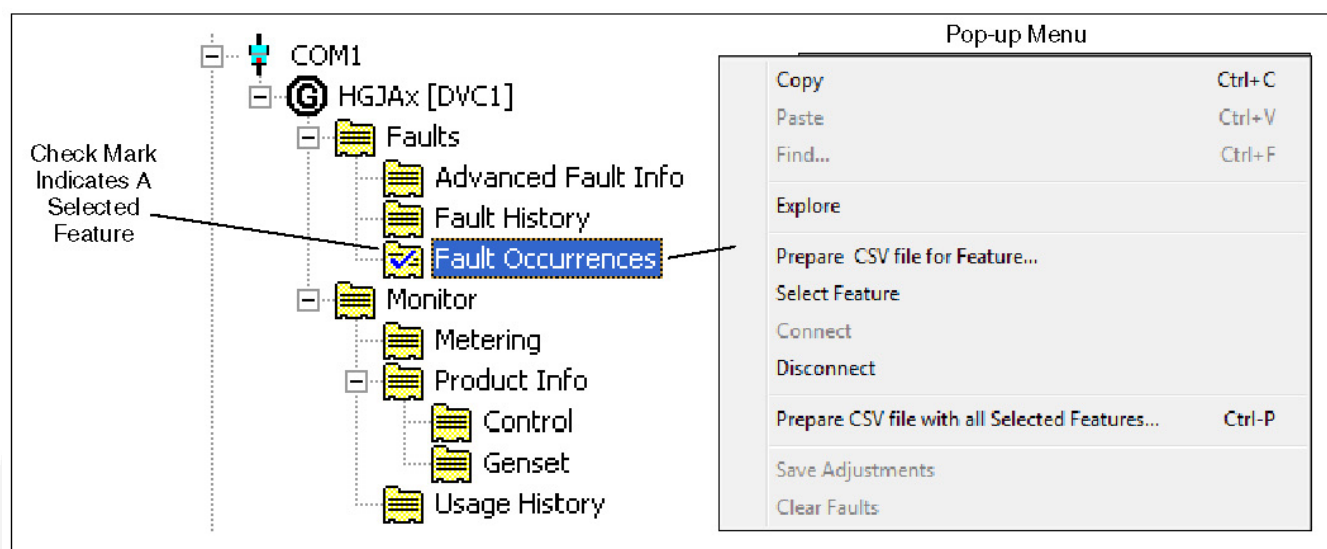 COM1
G HGJAx [DVC1]
Faults
Advanced Fault Info
Fault History
Fault Occurrences
Monitor
Metering
Product Info
Control
Genset
Usage History
Check Mark
Indicates A
Selected
Feature
Pop-up Menu
Copy Ctrl+C
Paste Ctrl+V
Find... Ctrl+F
Explore
Prepare CSV file for Feature...
Select Feature
Connect
Disconnect
Prepare CSV file with all Selected Features... Ctrl-P
Save Adjustments
Clear Faults